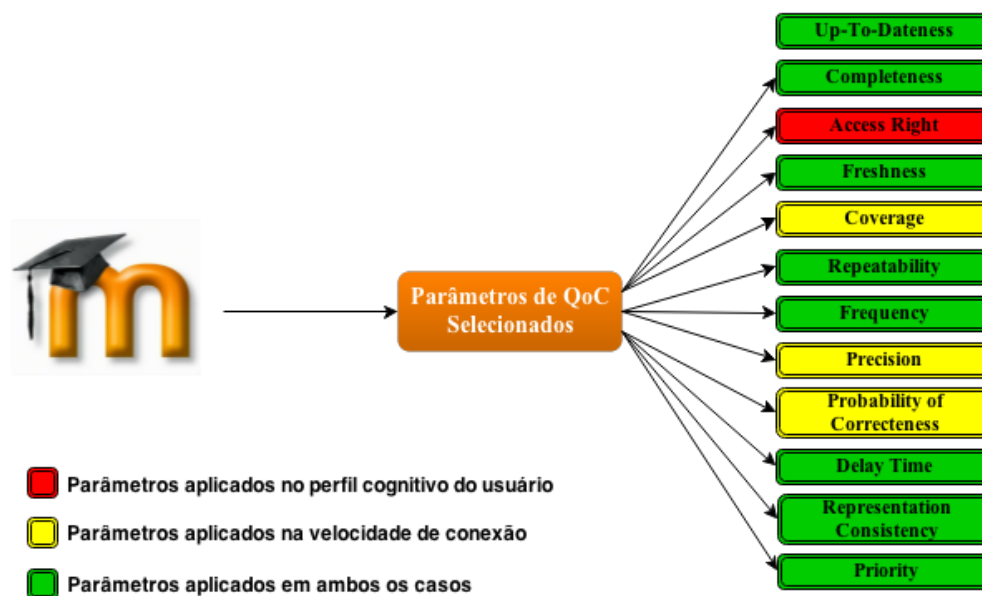 Up-To-Dateness
Completeness
Access Right
Freshness
Coverage
Repeatability
Frequency
Precision
Probability of
Correcteness
Delay Time
Representation
Consistency
Priority
m
Parâmetros de QoC
Selecionados
Parâmetros aplicados no perfil cognitivo do usuário
Parâmetros aplicados na velocidade de conexão
Parâmetros aplicados em ambos os casos